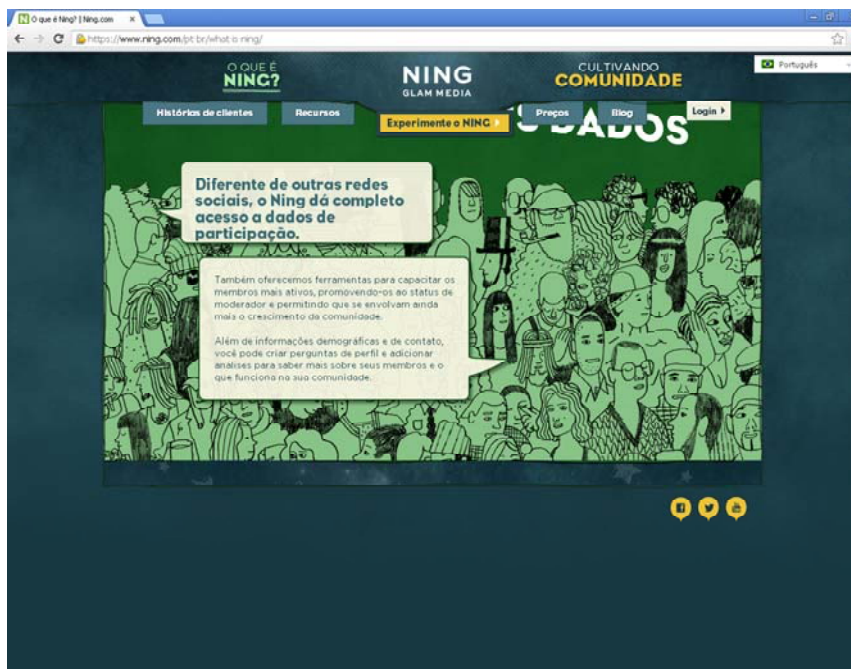 O que é Ning? | Ning.com
https://www.ning.com/pt br/what is ning/
O QUE É
NING?
NING
GLAM MEDIA
CULTIVANDO
COMUNIDADE
Português
Histórias de clientes
Recursos
Experimente o NING
Preços
Blog
Login
DADOS
Diferente de outras redes
sociais, o Ning dá completo
acesso a dados de
participação.
Também oferecemos ferramentas para capacitar os
membros mais ativos, promovendo-os ao status de
moderador e permitindo que se envolvam ainda
mais o crescimento da comunidade.
Além de informações demográficas e de contato,
você pode criar perguntas de perfil e adicionar
análises para saber mais sobre seus membros e o
que funciona na sua comunidade.